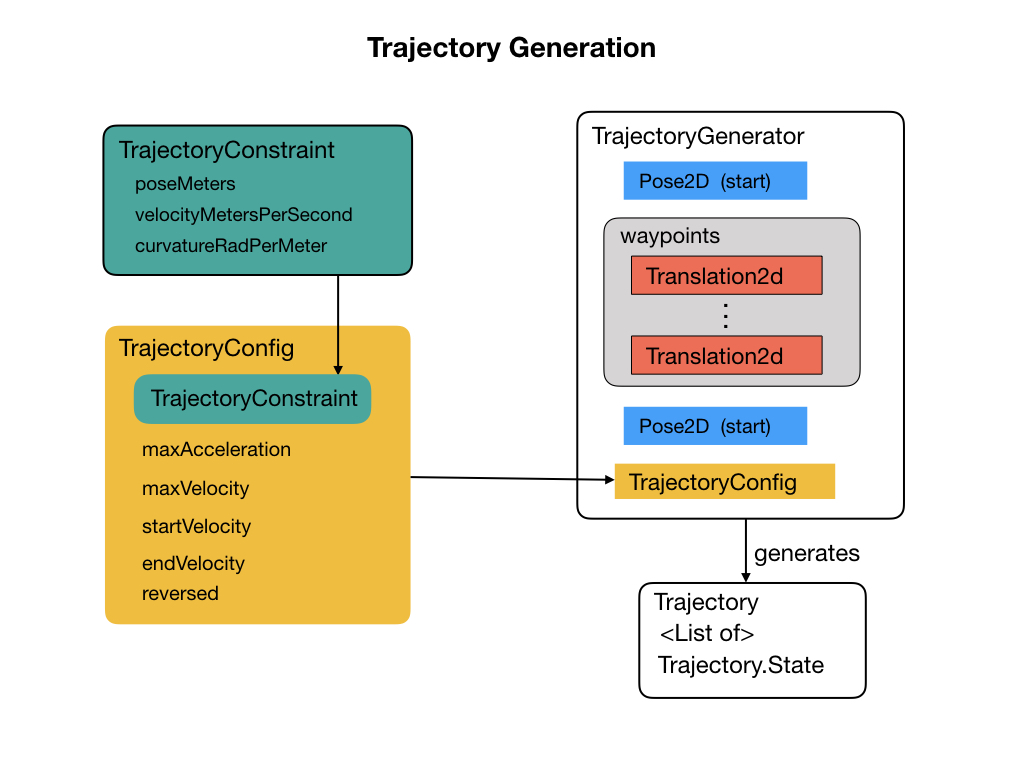 Trajectory Generation
TrajectoryConstraint
poseMeters
velocityMetersPerSecond
curvatureRadPerMeter
TrajectoryConfig
TrajectoryConstraint
maxAcceleration
maxVelocity
startVelocity
endVelocity
reversed
TrajectoryGenerator
Pose2D (start)
waypoints
Translation2d
⋮
Translation2d
Pose2D (start)
TrajectoryConfig
generates
Trajectory
<List of>
Trajectory.State